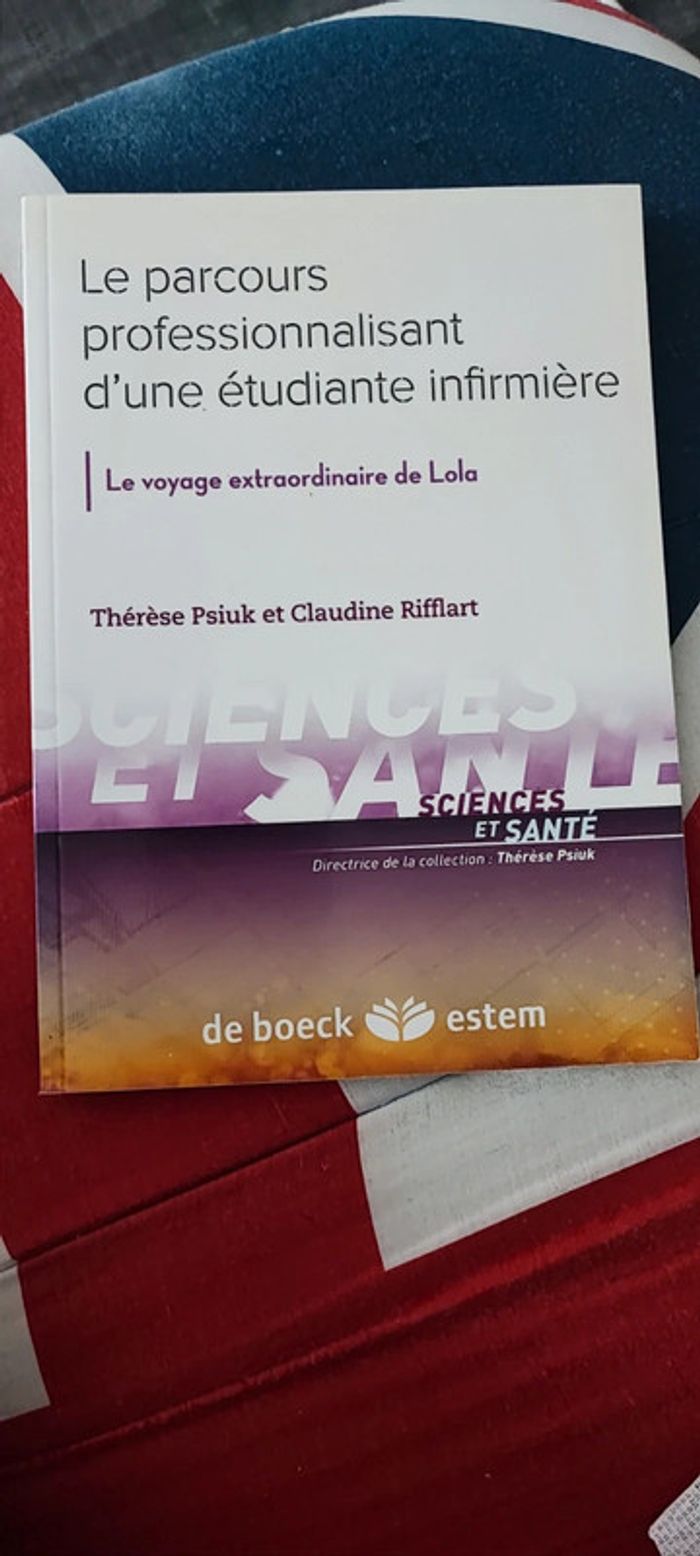 Le parcours
professionnalisant
d'une étudiante infirmière
Le voyage extraordinaire de Lola
Thérèse Psiuk et Claudine Rifflart
SCIENCES
ET SANTÉ
SCIENCES
ET SANTÉ
Directrice de la collection : Thérèse Psiuk
de boeck estem